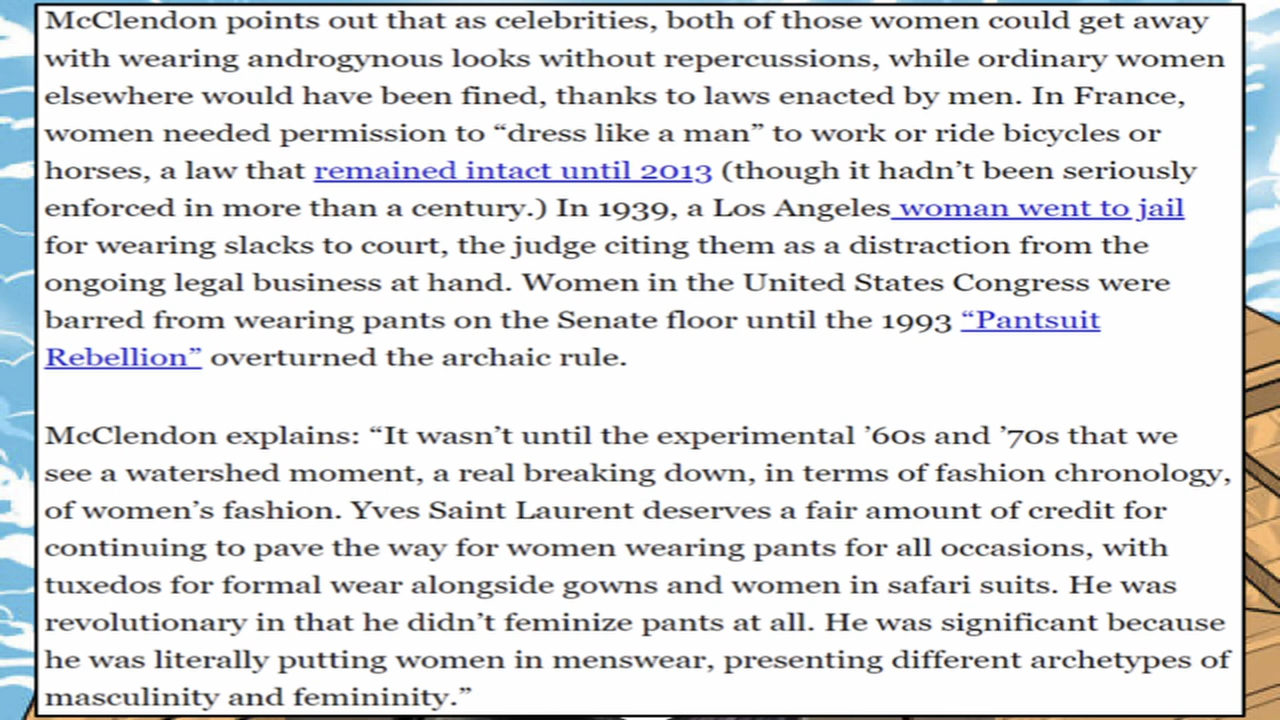 McClendon points out that as celebrities, both of those women could get away
with wearing androgynous looks without repercussions, while ordinary women
elsewhere would have been fined, thanks to laws enacted by men. In France,
women needed permission to “dress like a man” to work or ride bicycles or
horses, a law that remained intact until 2013 (though it hadn’t been seriously
enforced in more than a century.) In 1939, a Los Angeles woman went to jail
for wearing slacks to court, the judge citing them as a distraction from the
ongoing legal business at hand. Women in the United States Congress were
barred from wearing pants on the Senate floor until the 1993 “Pantsuit
Rebellion” overturned the archaic rule.
McClendon explains: “It wasn’t until the experimental ’60s and ’70s that we
see a watershed moment, a real breaking down, in terms of fashion chronology,
of women’s fashion. Yves Saint Laurent deserves a fair amount of credit for
continuing to pave the way for women wearing pants for all occasions, with
tuxedos for formal wear alongside gowns and women in safari suits. He was
revolutionary in that he didn’t feminize pants at all. He was significant because
he was literally putting women in menswear, presenting different archetypes of
masculinity and femininity.”